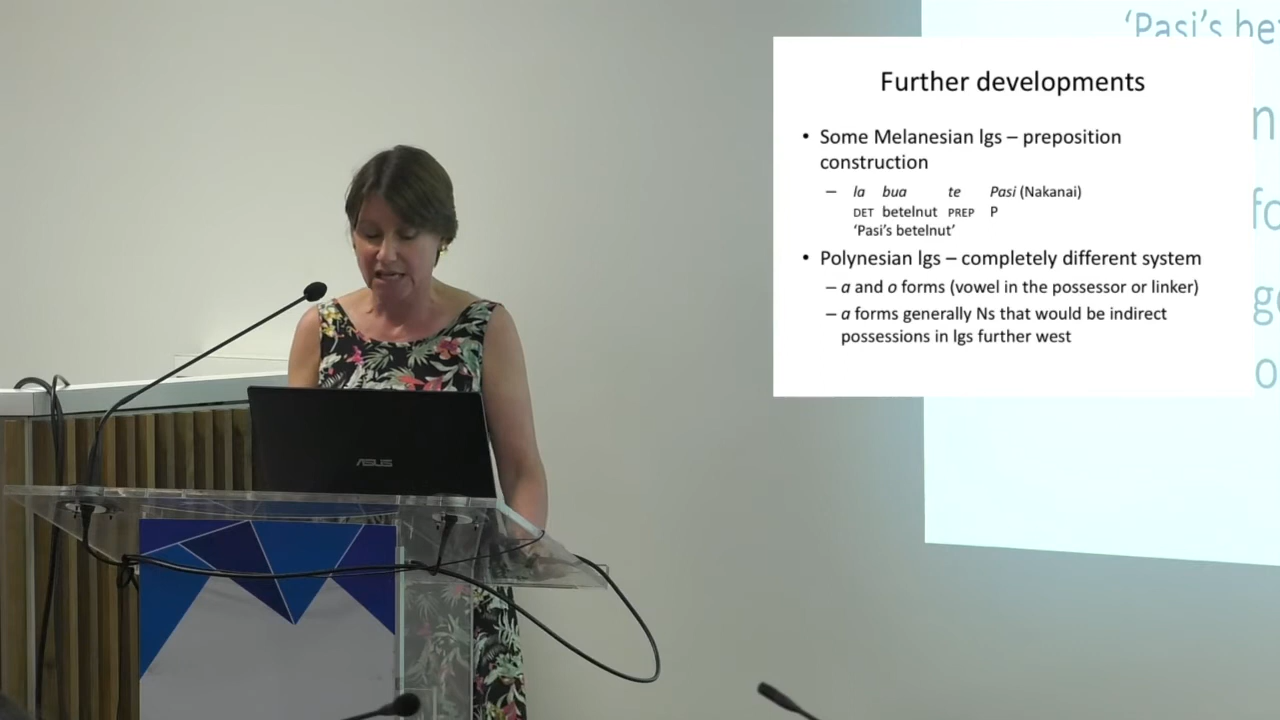 Further developments
• Some Melanesian lgs – preposition
construction
– la bua te Pasi (Nakanai)
DET betelnut PREP P
‘Pasi’s betelnut’
• Polynesian lgs – completely different system
– a and o forms (vowel in the possessor or linker)
– a forms generally Ns that would be indirect
possessions in lgs further west
‘Pasi’s
ASUS